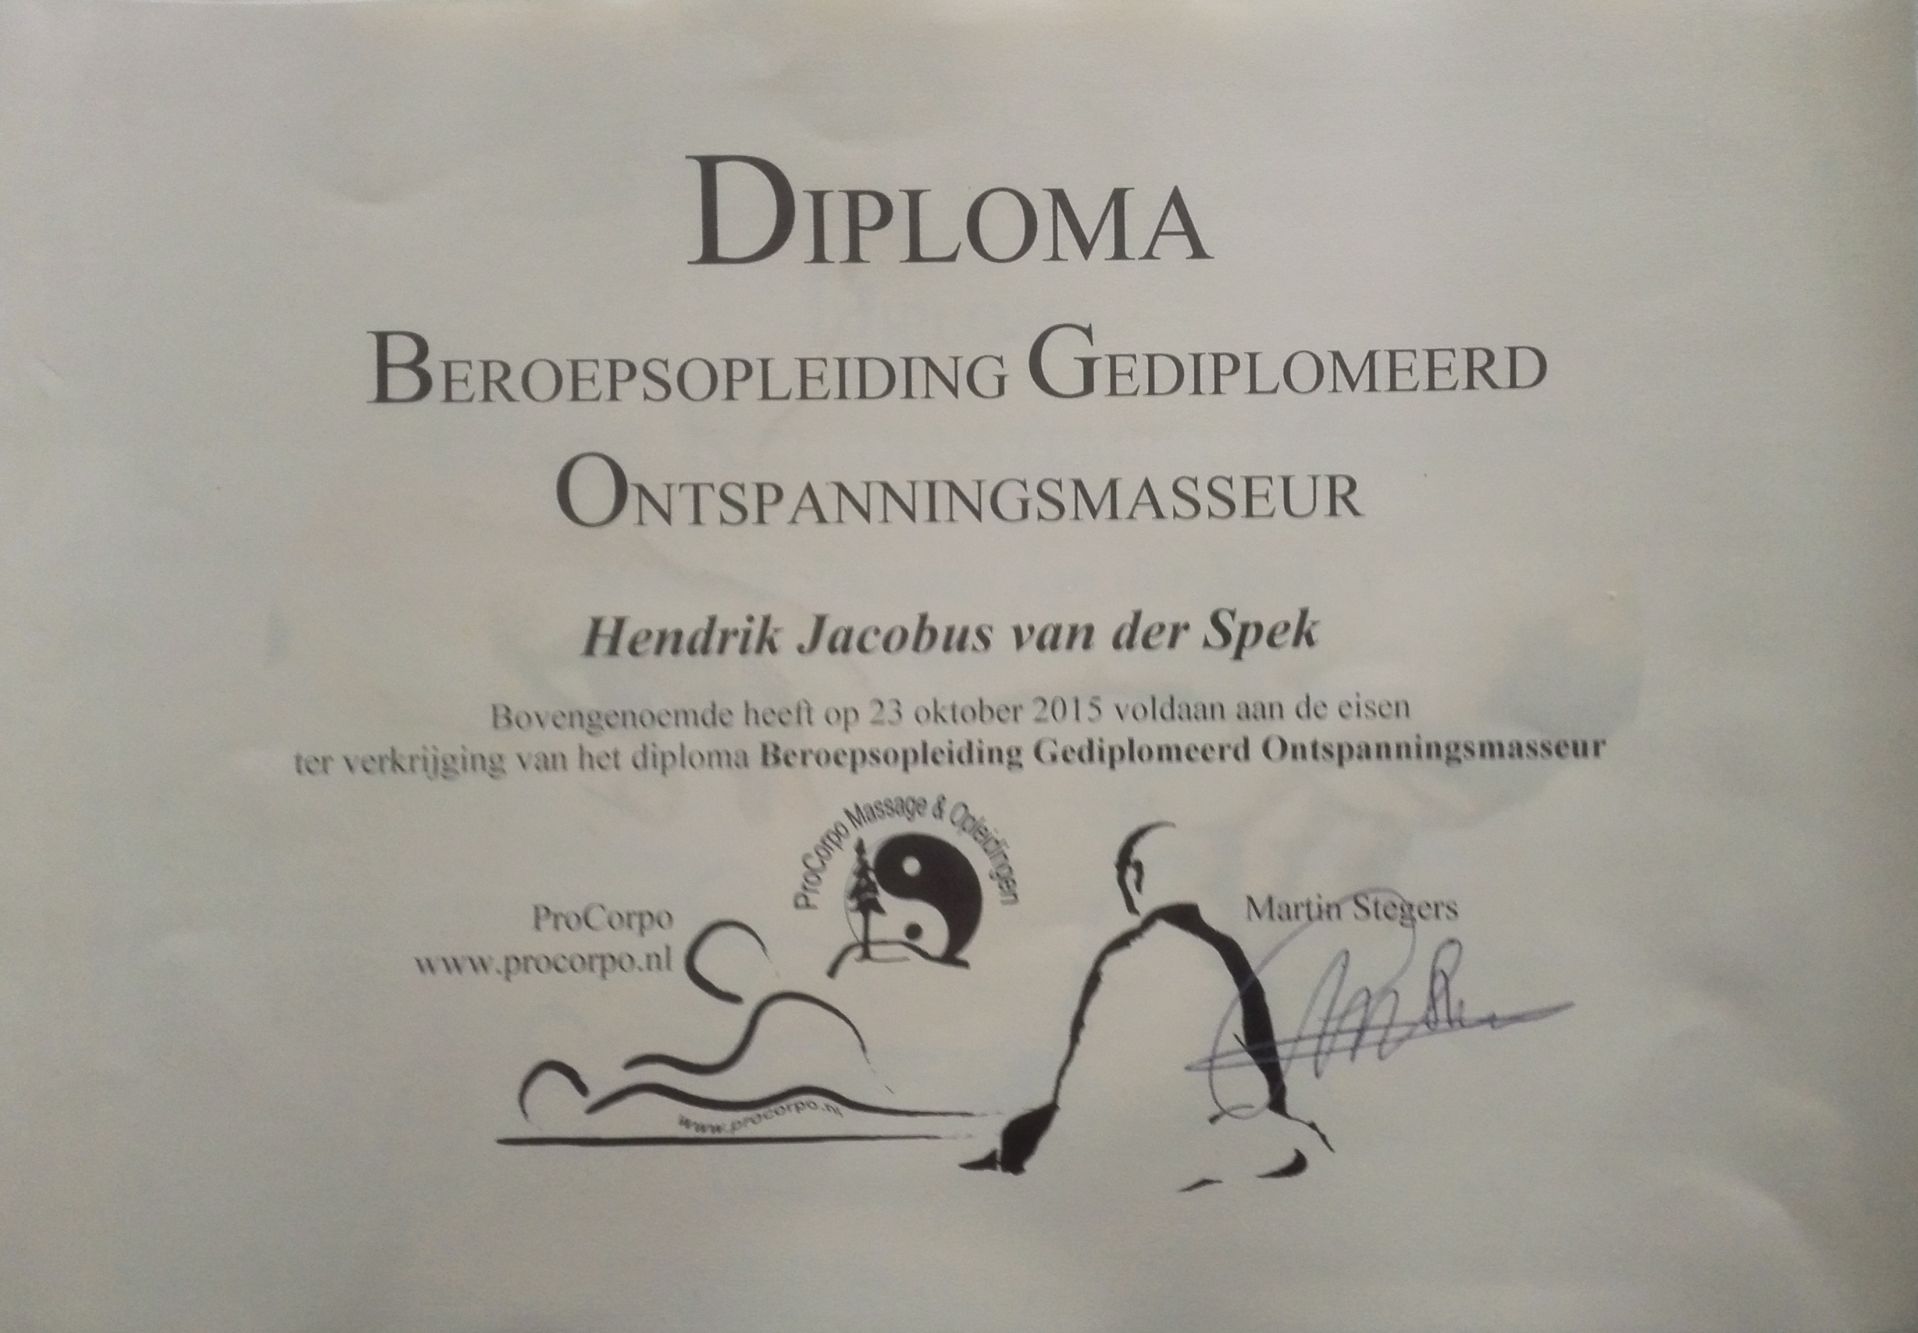 DIPLOMA
BEROEPSOPLEIDING GEDIPLOMEERD
ONTSPANNINGSMASSEUR
Hendrik Jacobus van der Spek
Bovengenoemde heeft op 23 oktober 2015 voldaan aan de eisen
ter verkrijging van het diploma Beroepsopleiding Gediplomeerd Ontspanningsmasseur
ProCorpo Massage & Opleidingen
ProCorpo
www.procorpo.nl
Martin Stegers
www.procorpo.nl